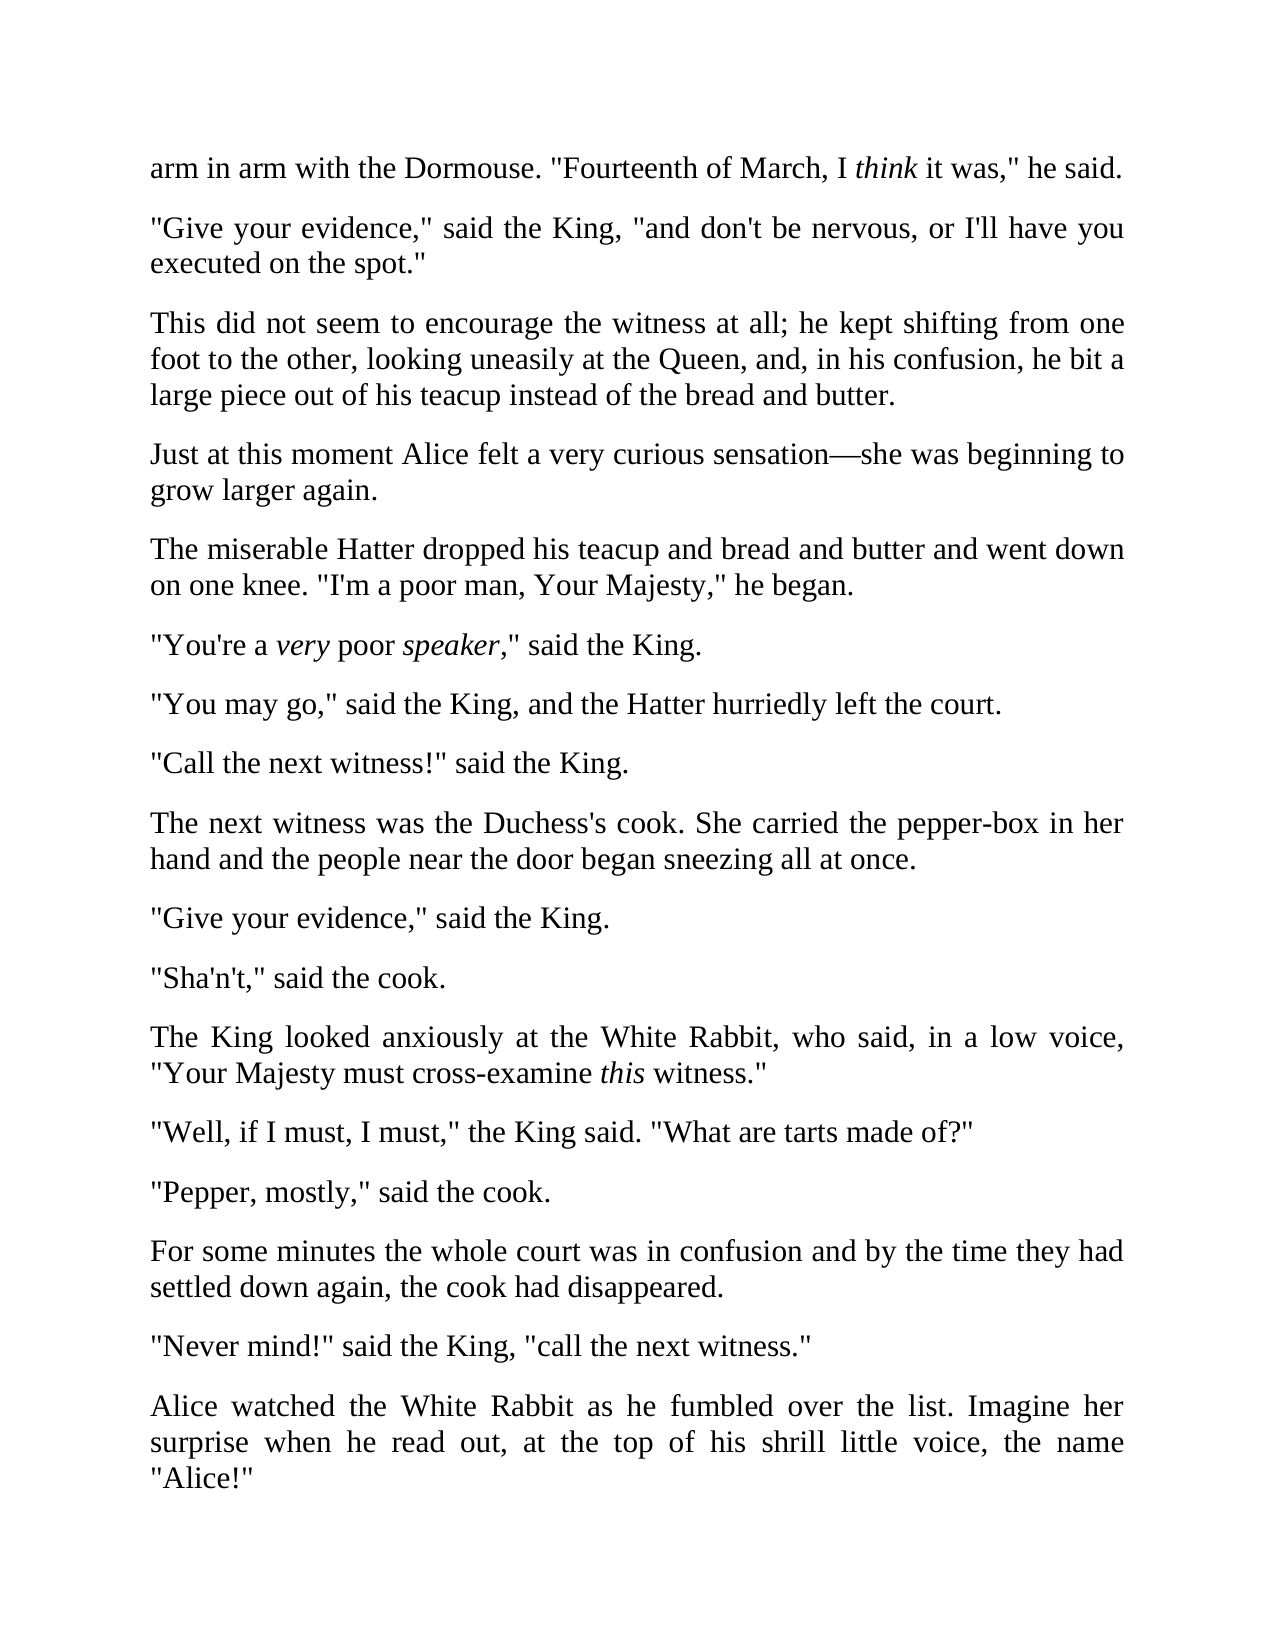 arm in arm with the Dormouse. "Fourteenth of March, I think it was," he said.
"Give your evidence," said the King, "and don't be nervous, or I'll have you
executed on the spot."
This did not seem to encourage the witness at all; he kept shifting from one
foot to the other, looking uneasily at the Queen, and, in his confusion, he bit a
large piece out of his teacup instead of the bread and butter.
Just at this moment Alice felt a very curious sensation—she was beginning to
grow larger again.
The miserable Hatter dropped his teacup and bread and butter and went down
on one knee. "I'm a poor man, Your Majesty," he began.
"You're a very poor speaker," said the King.
"You may go," said the King, and the Hatter hurriedly left the court.
"Call the next witness!" said the King.
The next witness was the Duchess's cook. She carried the pepper-box in her
hand and the people near the door began sneezing all at once.
"Give your evidence," said the King.
"Sha'n't," said the cook.
The King looked anxiously at the White Rabbit, who said, in a low voice,
"Your Majesty must cross-examine this witness."
"Well, if I must, I must," the King said. "What are tarts made of?"
"Pepper, mostly," said the cook.
For some minutes the whole court was in confusion and by the time they had
settled down again, the cook had disappeared.
"Never mind!" said the King, "call the next witness."
Alice watched the White Rabbit as he fumbled over the list. Imagine her
surprise when he read out, at the top of his shrill little voice, the name
"Alice!"